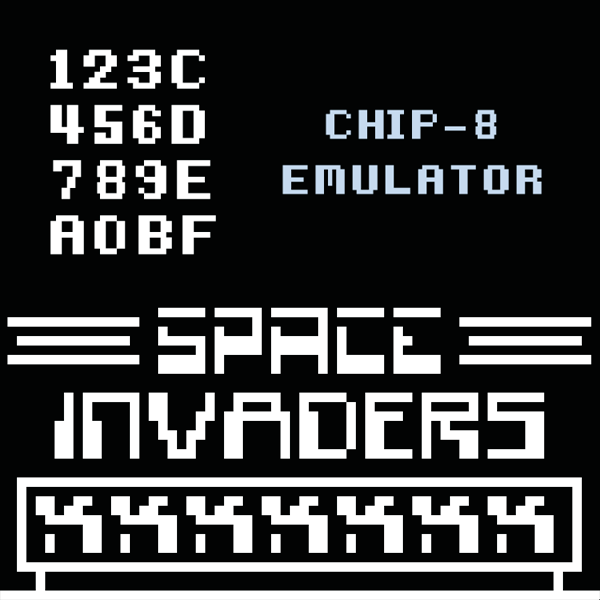 123C
456D
789E
A0BF
CHIP-8
EMULATOR
SPACE
INVADERS